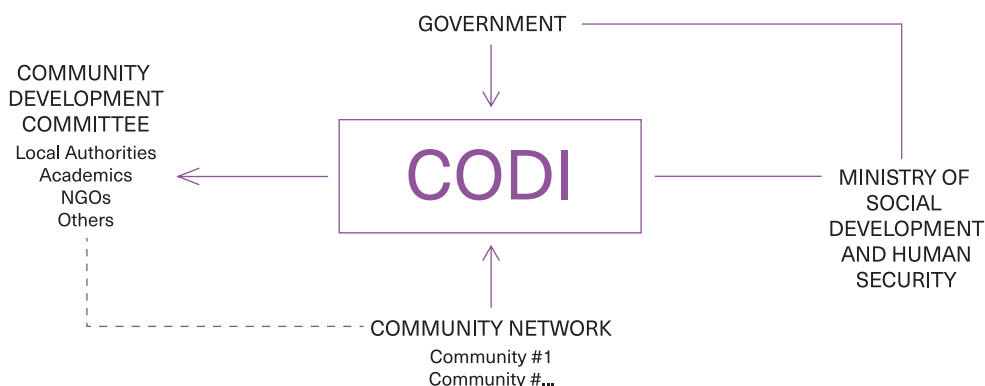 GOVERNMENT
COMMUNITY
DEVELOPMENT
COMMITTEE
Local Authorities
Academics
NGOs
Others
CODI
MINISTRY OF
SOCIAL
DEVELOPMENT
AND HUMAN
SECURITY
COMMUNITY NETWORK
Community #1
Community #...